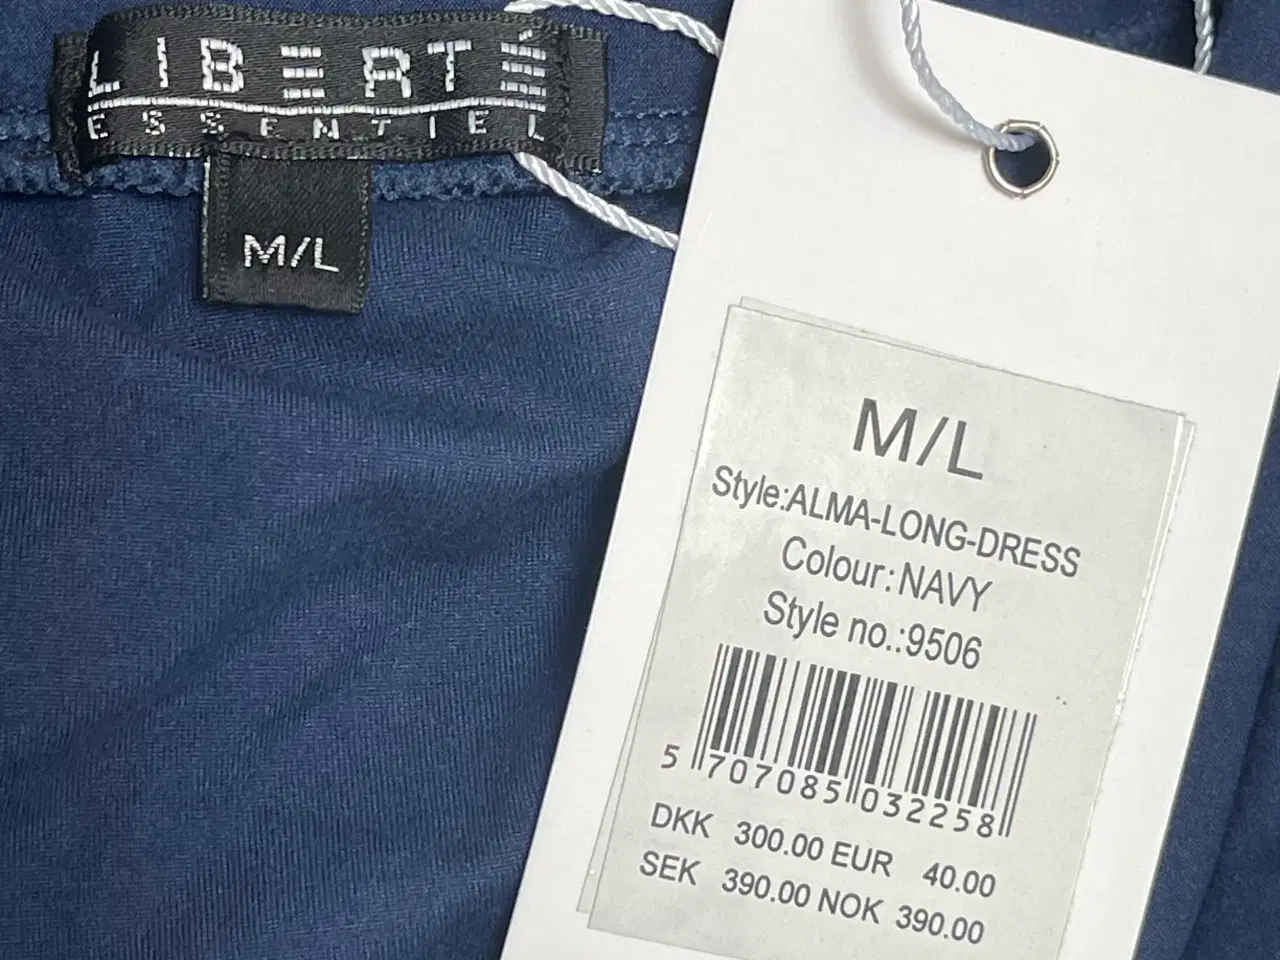 LIBERTÉ
ESSENTIEL
M/L
M/L
Style:ALMA-LONG-DRESS
Colour:NAVY
Style no.:9506
5 707085 032258
DKK 300.00 EUR 40.00
SEK 390.00 NOK 390.00